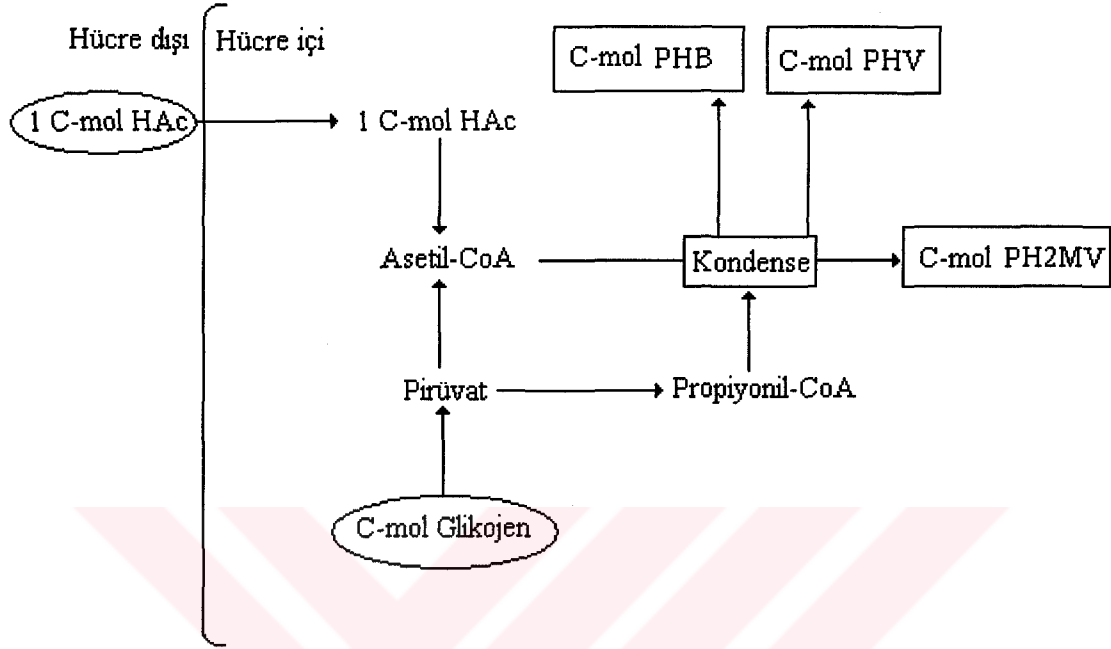 Hücre dışı
Hücre içi
C-mol PHB
C-mol PHV
1 C-mol HAc
1 C-mol HAc
Asetil-CoA
Kondense
C-mol PH2MV
Pirüvat
Propiyonil-CoA
C-mol Glikojen